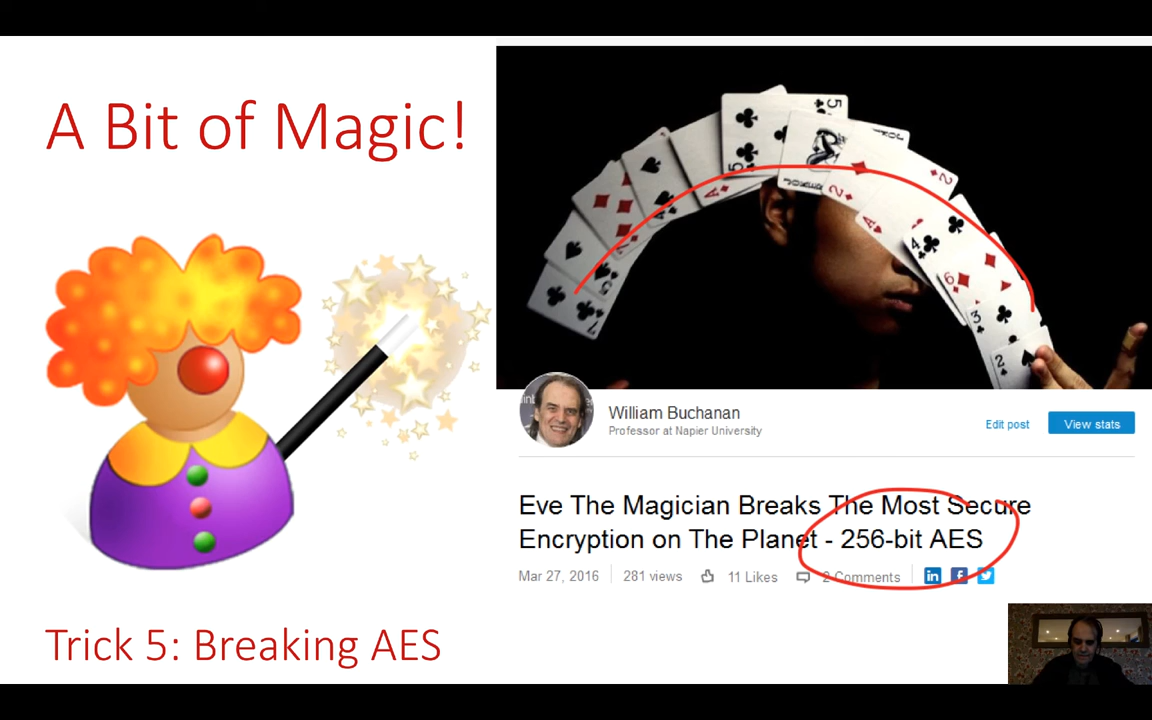 A Bit of Magic!
William Buchanan
Professor at Napier University
Edit post
View stats
Eve The Magician Breaks The Most Secure
Encryption on The Planet - 256-bit AES
Mar 27, 2016 281 views 11 Likes 2 Comments
Trick 5: Breaking AES